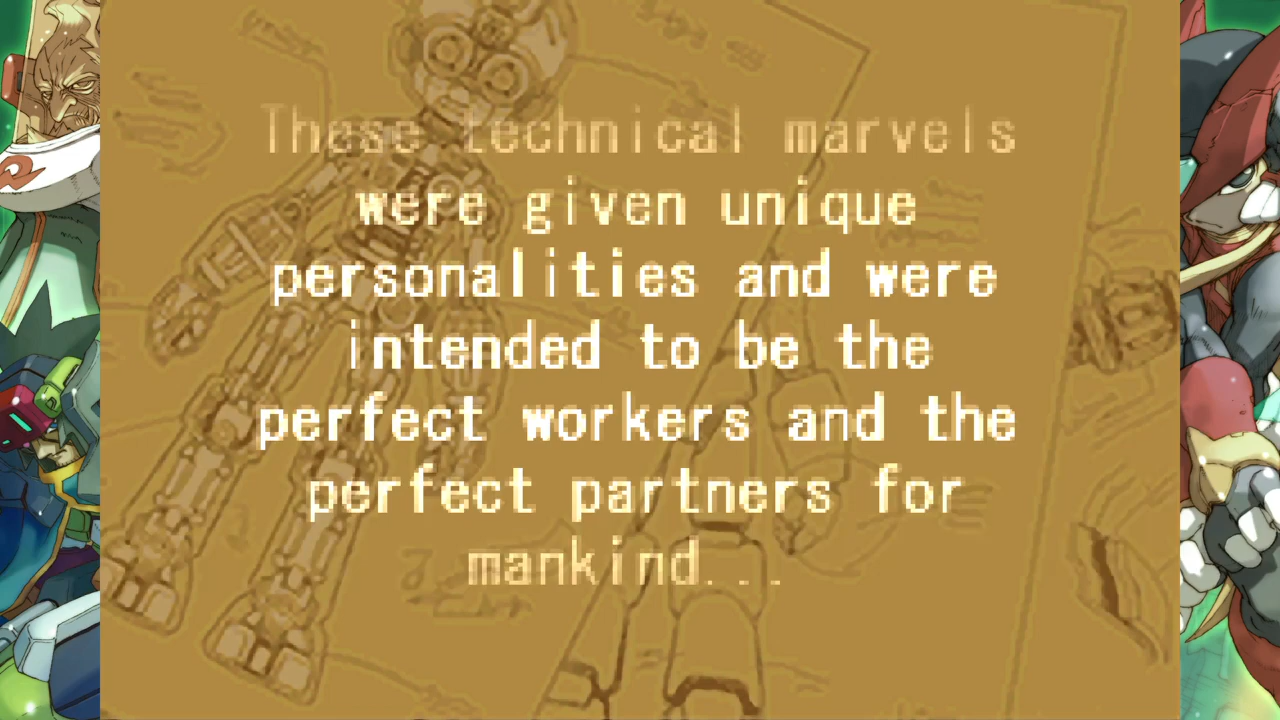 These technical marvels
were given unique
personalities and were
intended to be the
perfect workers and the
perfect partners for
mankind...